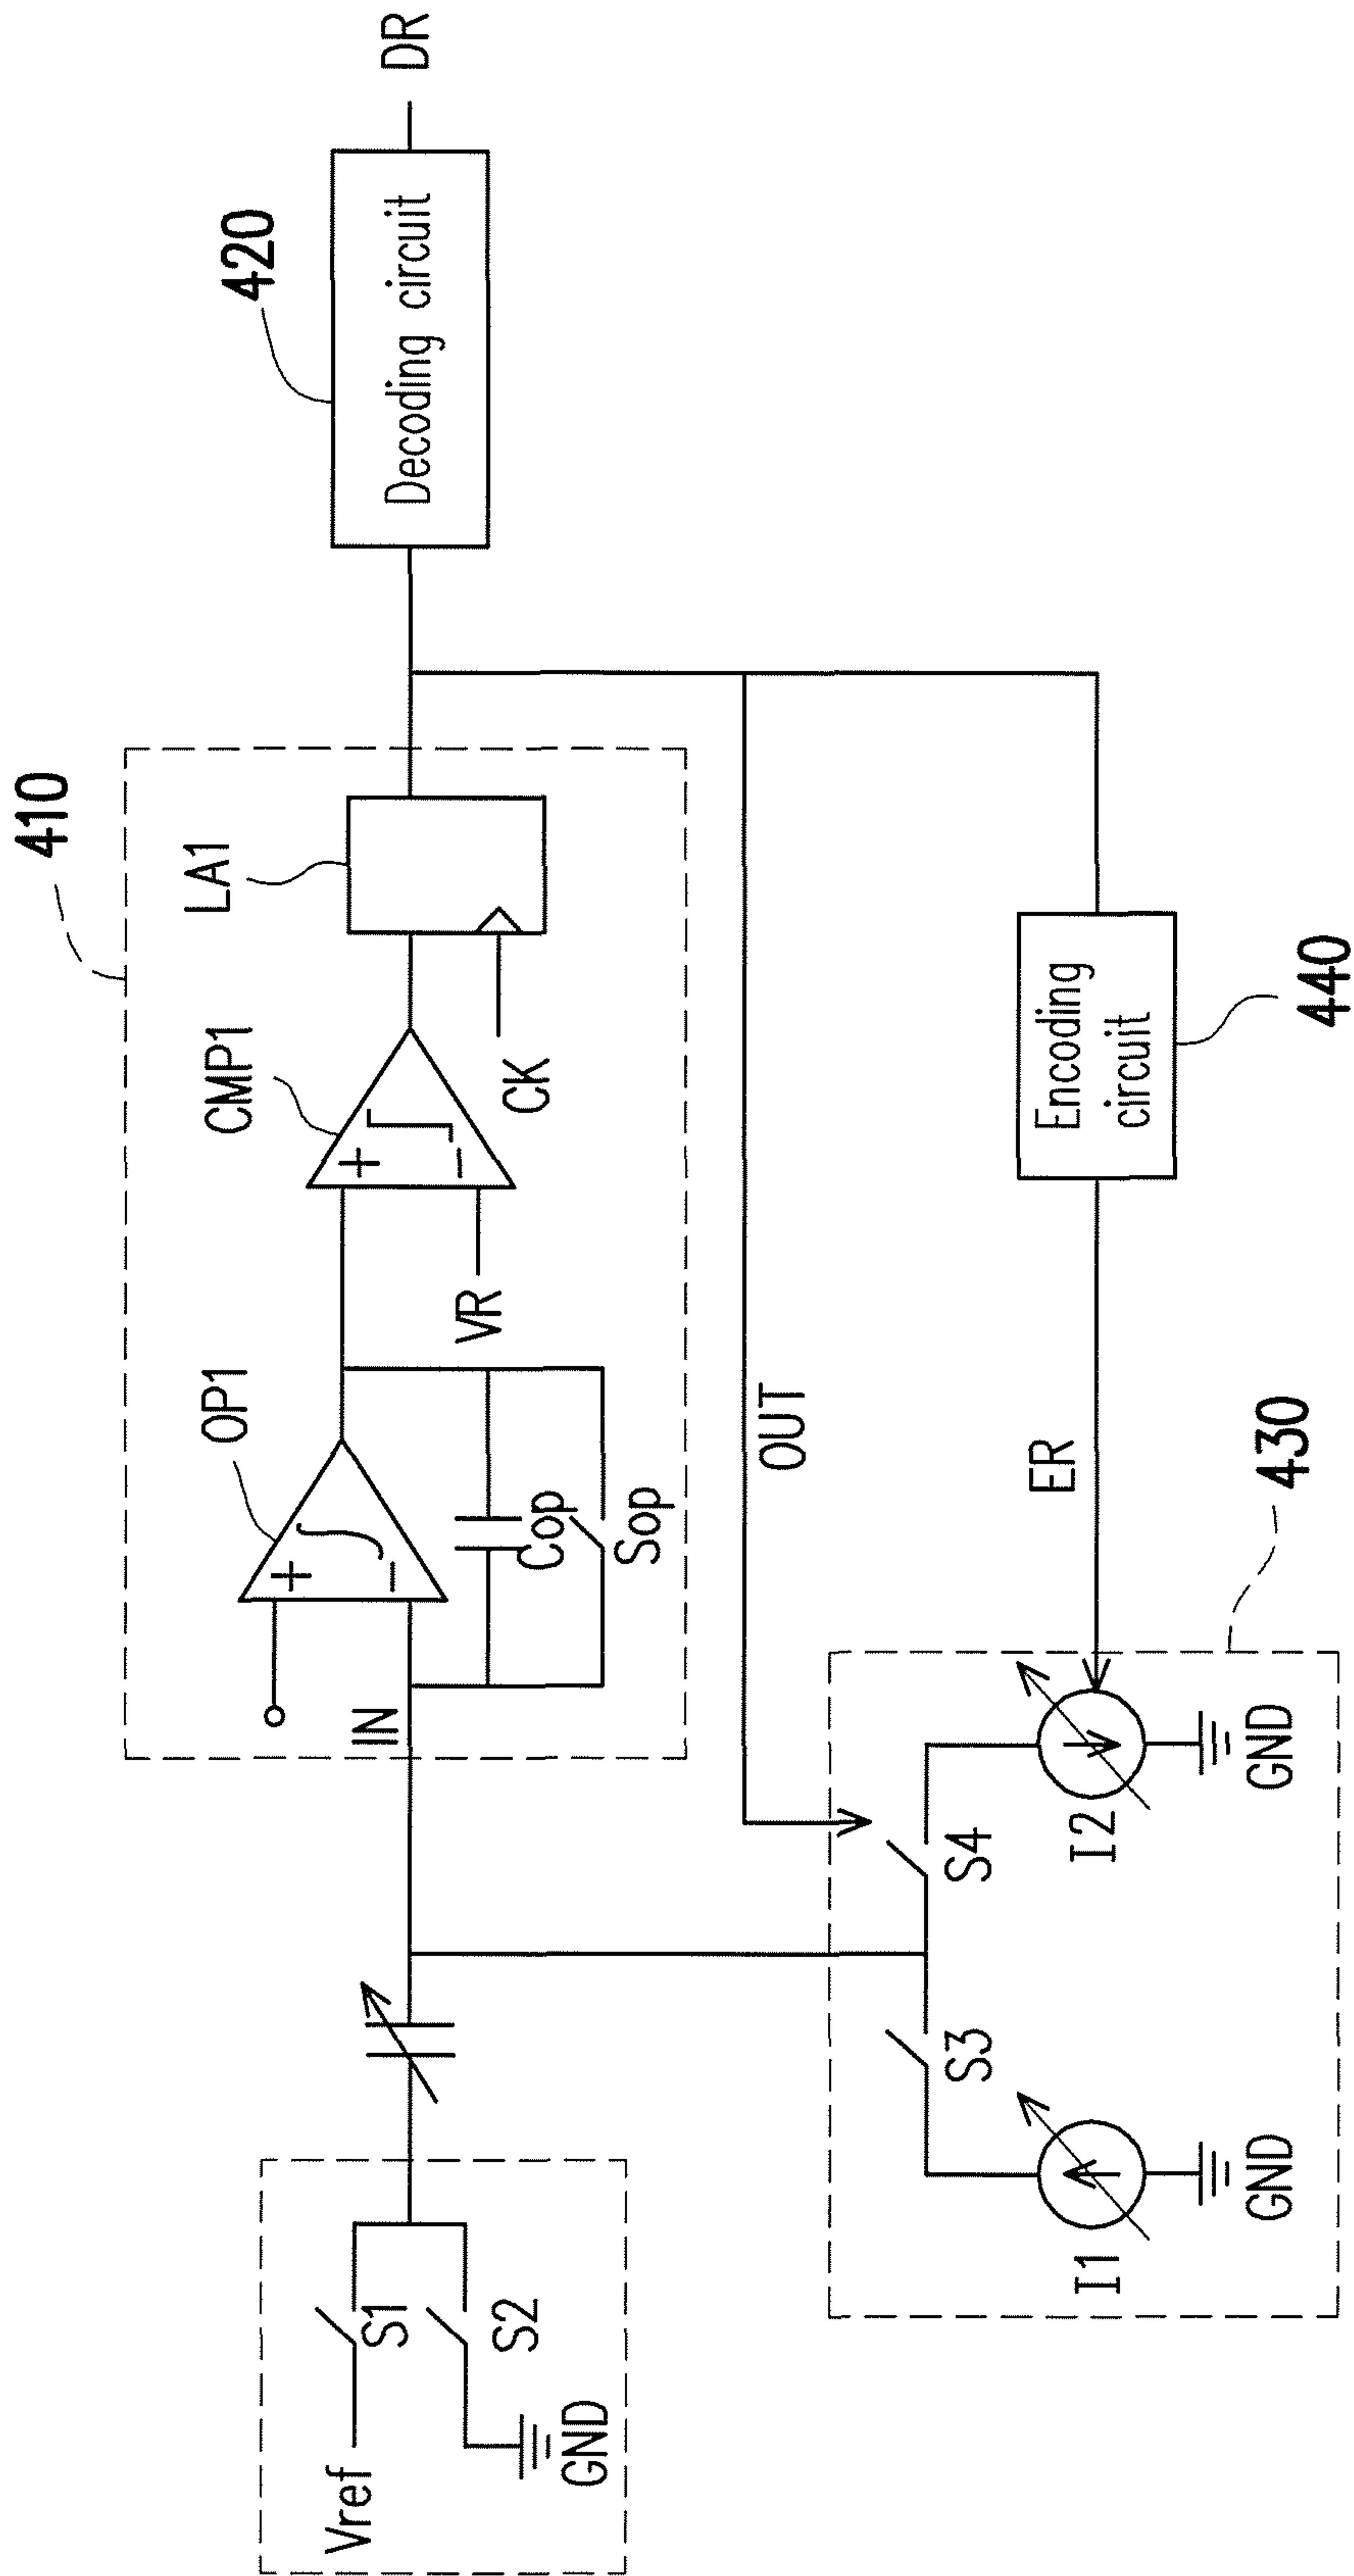 410
420
OP1
CMP1
LA1
DR
Decoding circuit
+
−
+
−
Vref
S1
S2
GND
IN
Cop
Sop
VR
CK
OUT
S3
S4
I1
I2
GND
GND
ER
430
Encoding
circuit
440